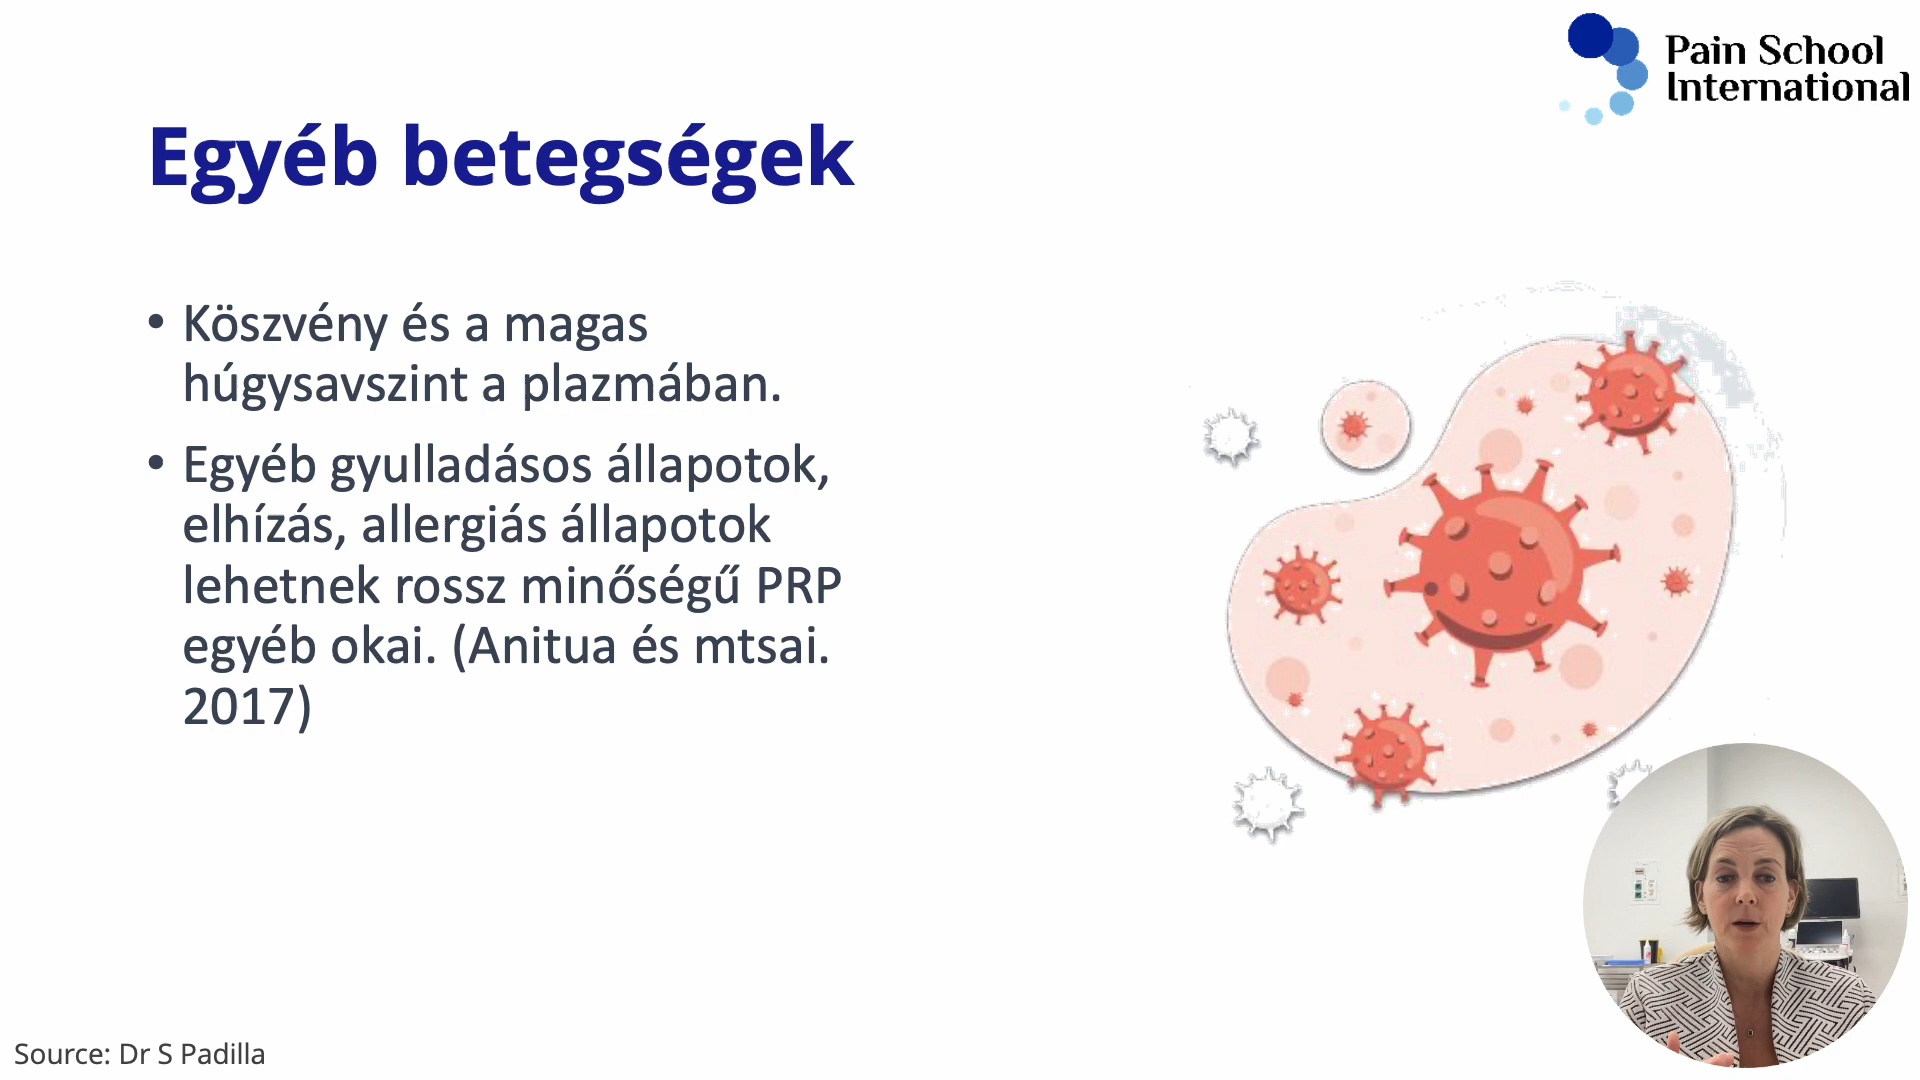 Pain School
International
Egyéb betegségek
• Köszvény és a magas
húgysavszint a plazmában.
• Egyéb gyulladásos állapotok,
elhízás, allergiás állapotok
lehetnek rossz minőségű PRP
egyéb okai. (Anitua és mtsai.
2017)
Source: Dr S Padilla